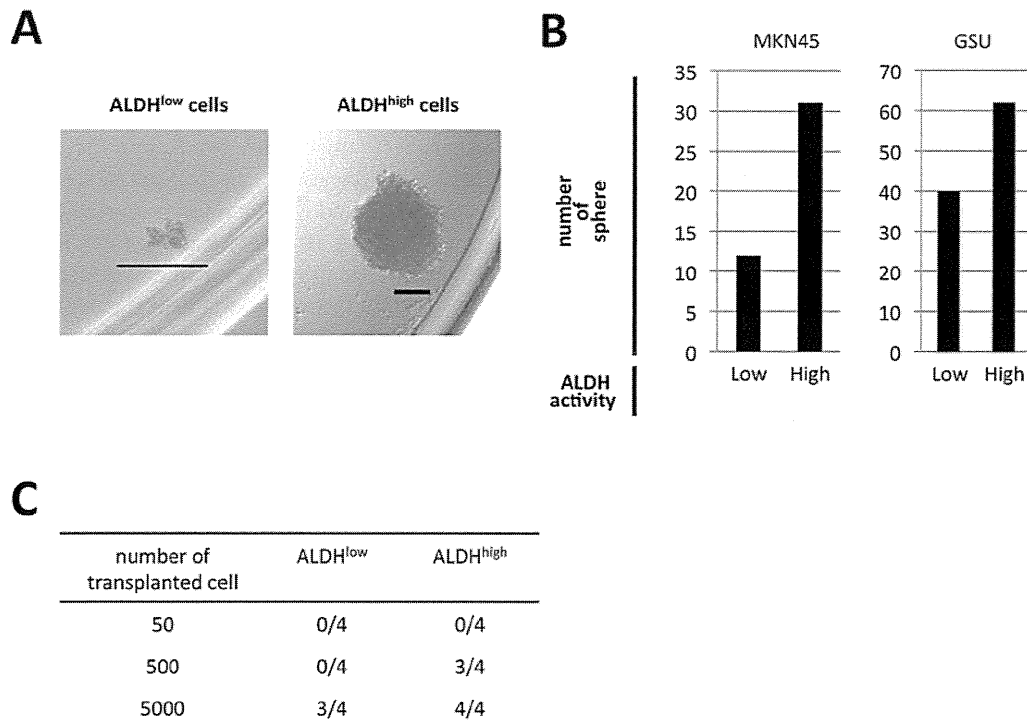 A
ALDHlow cells
ALDHhigh cells
B
MKN45
GSU
number
of
sphere
35
30
25
20
15
10
5
0
70
60
50
40
30
20
10
0
Low High
Low High
ALDH
activity
C
number of
transplanted cell
ALDHlow
ALDHhigh
50 0/4 0/4
500 0/4 3/4
5000 3/4 4/4